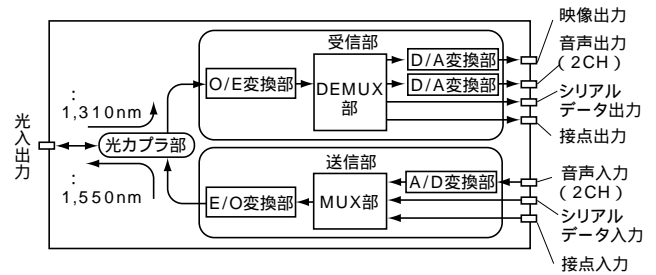 受信部
O/E変換部
DEMUX
部
D/A変換部
D/A変換部
映像出力
音声出力
(2CH)
シリアル
データ出力
接点出力
:
1,310nm
光入出力
光カプラ部
:
1,550nm
送信部
E/O変換部
MUX部
A/D変換部
音声入力
(2CH)
シリアル
データ入力
接点入力